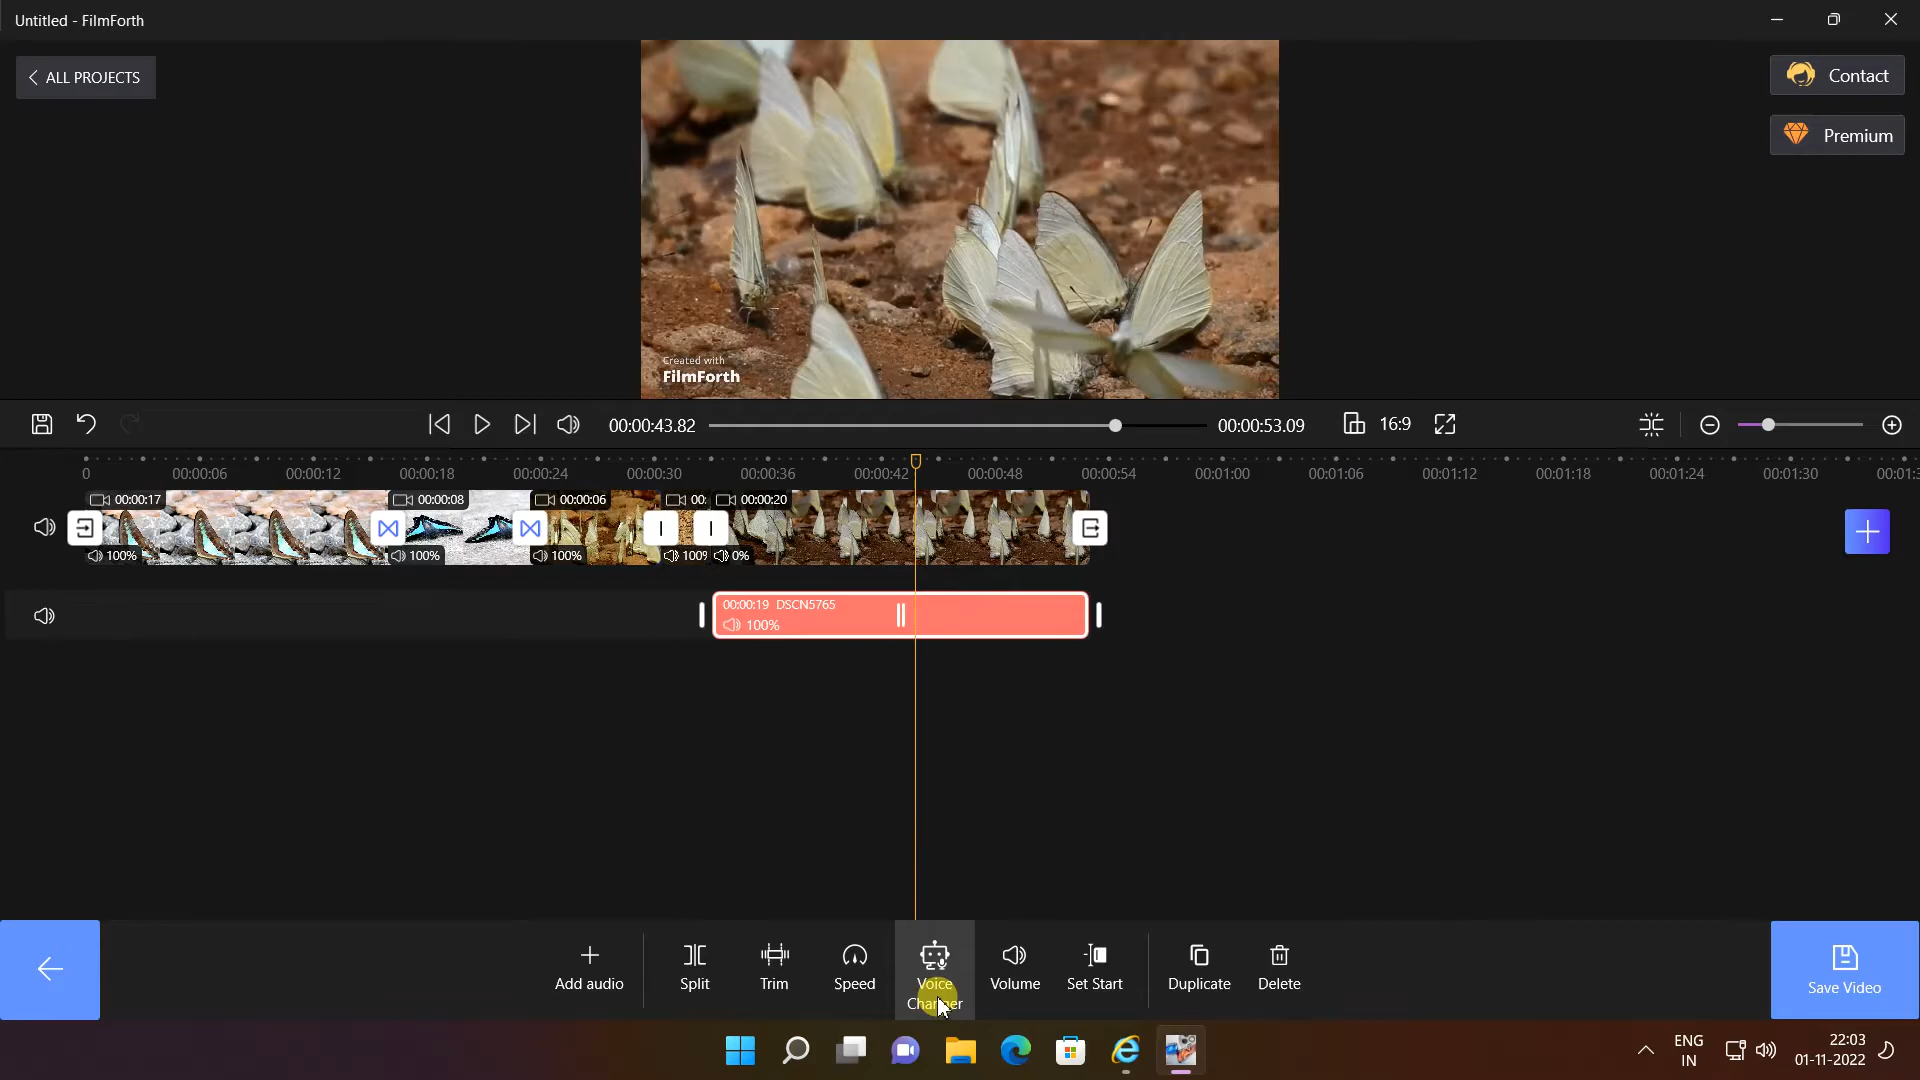 Untitled - FilmForth
ALL PROJECTS
Contact
Premium
Created with
FilmForth
00:00:43.82
00:00:53.09
16:9
0
00:00:06
00:00:12
00:00:18
00:00:24
00:00:30
00:00:36
00:00:42
00:00:48
00:00:54
00:01:00
00:01:06
00:01:12
00:01:18
00:01:24
00:01:30
00:01:
00:00:17
00:00:08
00:00:06
00:
00:00:20
100%
100%
100%
100%
0%
00:00:19 DSCN5765
100%
Add audio
Split
Trim
Speed
Voice
Changer
Volume
Set Start
Duplicate
Delete
Save Video
ENG
IN
22:03
01-11-2022